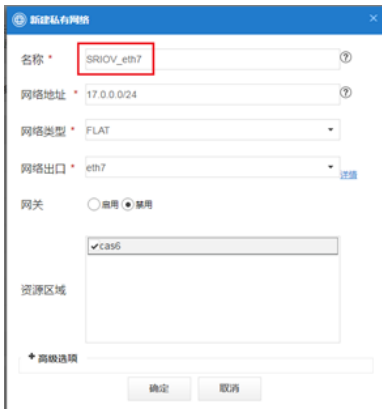 新建私有网络
名称 * SRIOV_eth7
网络地址 * 17.0.0.0/24
网络类型 * FLAT
网络出口 * eth7 详情
网关 启用 禁用
cas6
资源区域
高级选项
确定 取消